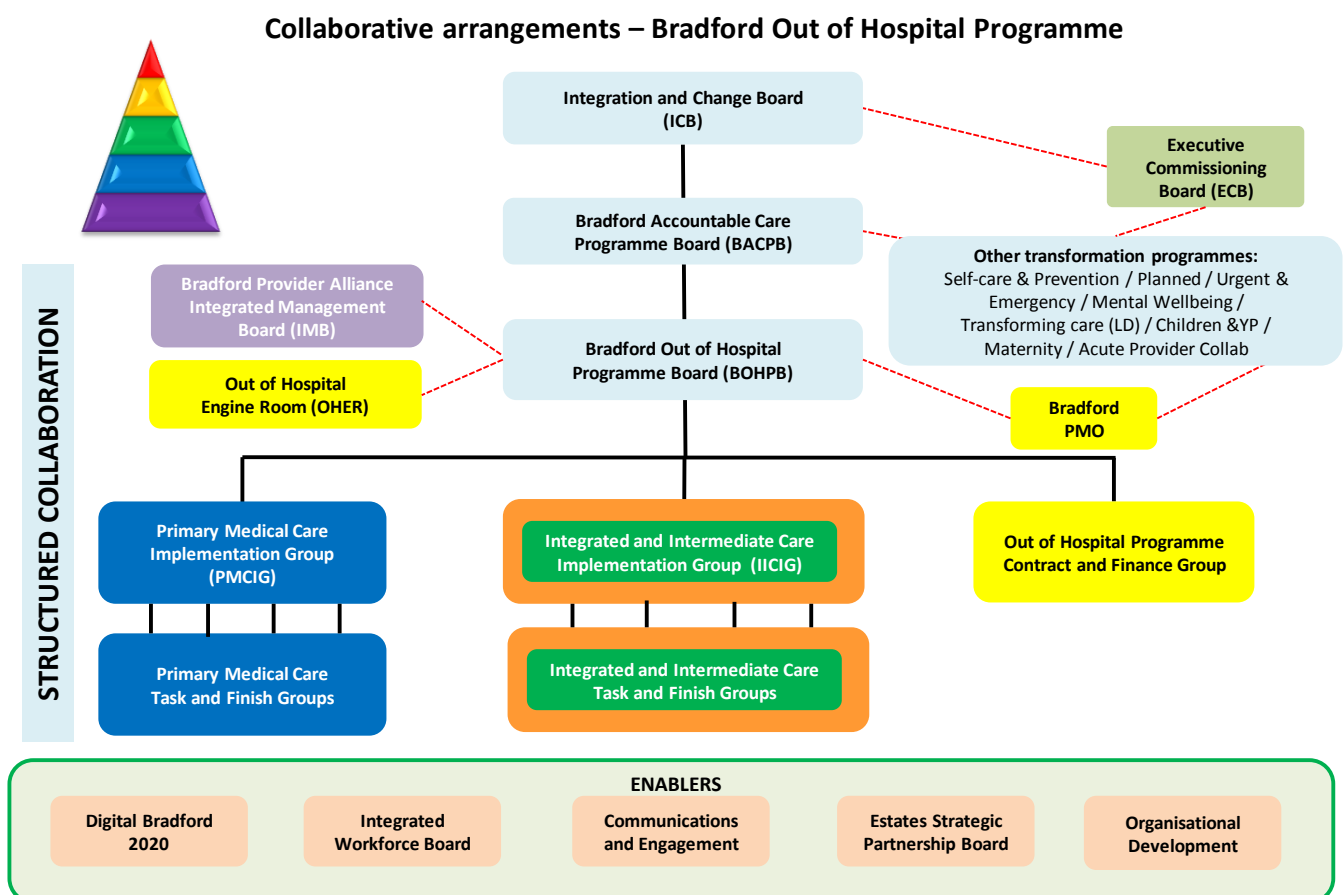 Collaborative arrangements – Bradford Out of Hospital Programme
Integration and Change Board
(ICB)
Executive
Commissioning
Board (ECB)
Bradford Accountable Care
Programme Board (BACPB)
Other transformation programmes:
Self-care & Prevention / Planned / Urgent &
Emergency / Mental Wellbeing /
Transforming care (LD) / Children &YP /
Maternity / Acute Provider Collab
Bradford Provider Alliance
Integrated Management
Board (IMB)
Bradford Out of Hospital
Programme Board (BOHPB)
Out of Hospital
Engine Room (OHER)
Bradford
PMO
STRUCTURED COLLABORATION
Primary Medical Care
Implementation Group
(PMCIG)
Integrated and Intermediate Care
Implementation Group (IICIG)
Out of Hospital Programme
Contract and Finance Group
Primary Medical Care
Task and Finish Groups
Integrated and Intermediate Care
Task and Finish Groups
ENABLERS
Digital Bradford
2020
Integrated
Workforce Board
Communications
and Engagement
Estates Strategic
Partnership Board
Organisational
Development